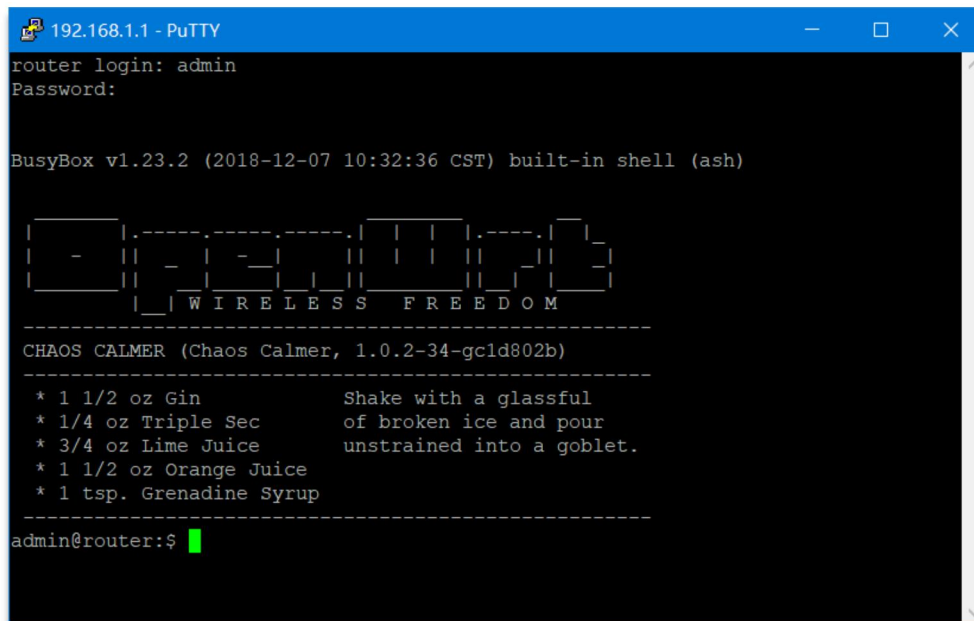 192.168.1.1 - PuTTY
router login: admin
Password:
BusyBox v1.23.2 (2018-12-07 10:32:36 CST) built-in shell (ash)
OpenWrt
W I R E L E S S   F R E E D O M
CHAOS CALMER (Chaos Calmer, 1.0.2-34-gc1d802b)
* 1 1/2 oz Gin Shake with a glassful
* 1/4 oz Triple Sec of broken ice and pour
* 3/4 oz Lime Juice unstrained into a goblet.
* 1 1/2 oz Orange Juice
* 1 tsp. Grenadine Syrup
admin@router:$